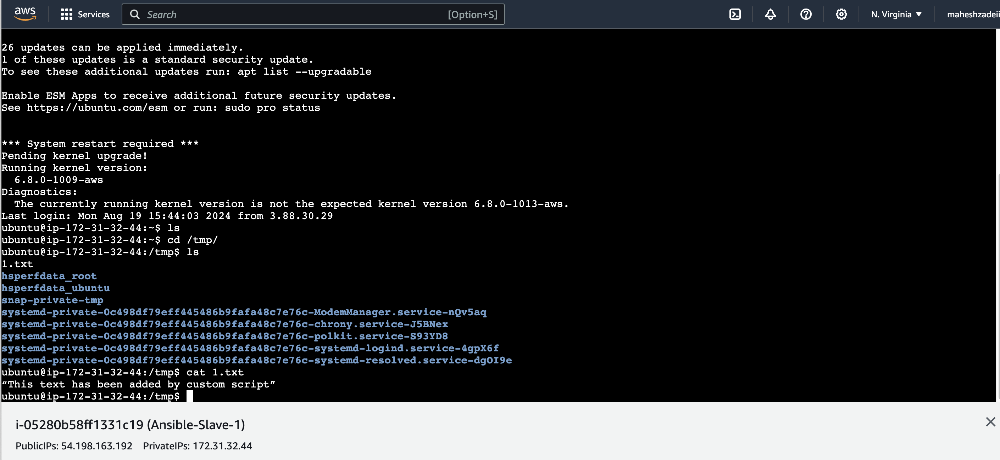 aws
Services
Search
[Option+S]
N. Virginia
maheshzadeii
26 updates can be applied immediately.
1 of these updates is a standard security update.
To see these additional updates run: apt list --upgradable
Enable ESM Apps to receive additional future security updates.
See https://ubuntu.com/esm or run: sudo pro status
*** System restart required ***
Pending kernel upgrade!
Running kernel version:
6.8.0-1009-aws
Diagnostics:
The currently running kernel version is not the expected kernel version 6.8.0-1013-aws.
Last login: Mon Aug 19 15:44:03 2024 from 3.88.30.29
ubuntu@ip-172-31-32-44:~$ ls
ubuntu@ip-172-31-32-44:~$ cd /tmp/
ubuntu@ip-172-31-32-44:/tmp$ ls
1.txt
hsperfdata_root
hsperfdata_ubuntu
snap-private-tmp
systemd-private-0c498df79eff445486b9fafa48c7e76c-ModemManager.service-nQv5aq
systemd-private-0c498df79eff445486b9fafa48c7e76c-chrony.service-J5BNex
systemd-private-0c498df79eff445486b9fafa48c7e76c-polkit.service-S93YD8
systemd-private-0c498df79eff445486b9fafa48c7e76c-systemd-logind.service-4gpX6f
systemd-private-0c498df79eff445486b9fafa48c7e76c-systemd-resolved.service-dgOI9e
ubuntu@ip-172-31-32-44:/tmp$ cat 1.txt
“This text has been added by custom script”
ubuntu@ip-172-31-32-44:/tmp$
i-05280b58ff1331c19 (Ansible-Slave-1)
PublicIPs: 54.198.163.192 PrivateIPs: 172.31.32.44